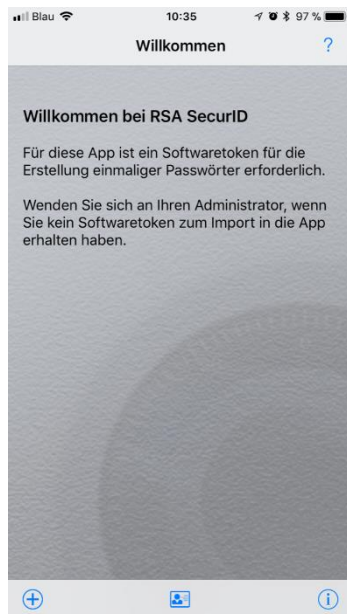 Blau 10:35 97 %
Willkommen ?
Willkommen bei RSA SecurID
Für diese App ist ein Softwaretoken für die
Erstellung einmaliger Passwörter erforderlich.
Wenden Sie sich an Ihren Administrator, wenn
Sie kein Softwaretoken zum Import in die App
erhalten haben.